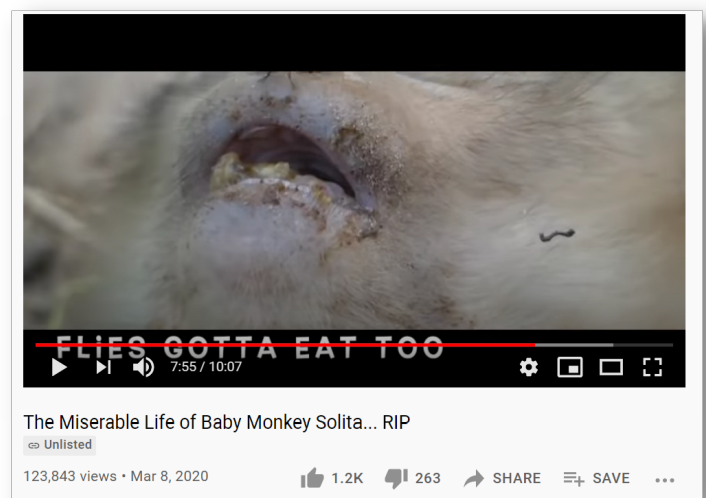 FLiES GOTTA EAT TOO
7:55 / 10:07
The Miserable Life of Baby Monkey Solita... RIP
Unlisted
123,843 views • Mar 8, 2020 1.2K 263 SHARE SAVE